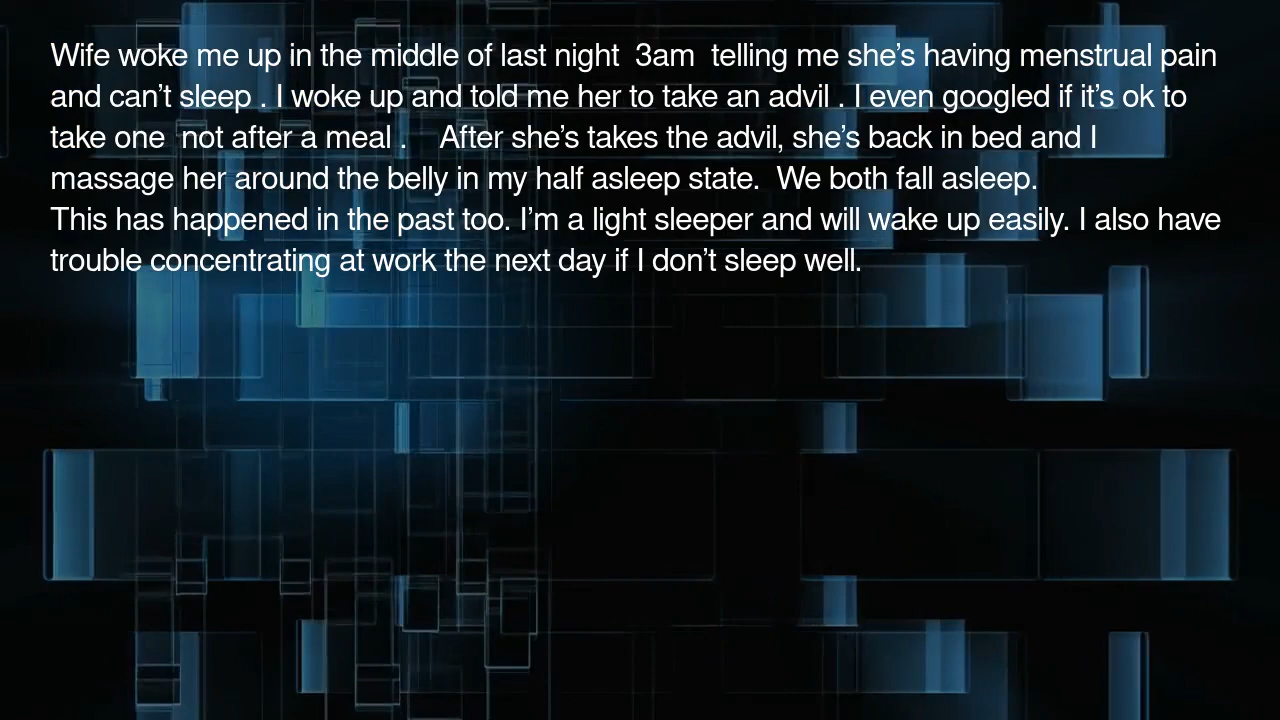 Wife woke me up in the middle of last night  3am  telling me she’s having menstrual pain
and can’t sleep . I woke up and told me her to take an advil . I even googled if it’s ok to
take one  not after a meal .    After she’s takes the advil, she’s back in bed and I
massage her around the belly in my half asleep state.  We both fall asleep.
This has happened in the past too. I’m a light sleeper and will wake up easily. I also have
trouble concentrating at work the next day if I don’t sleep well.